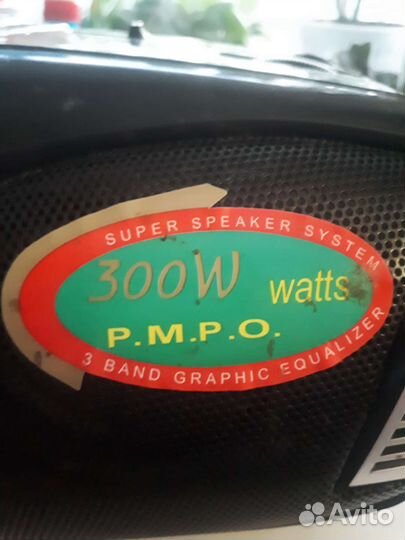 SUPER SPEAKER SYSTEM
300W watts
P.M.P.O.
3 BAND GRAPHIC EQUALIZER
Avito